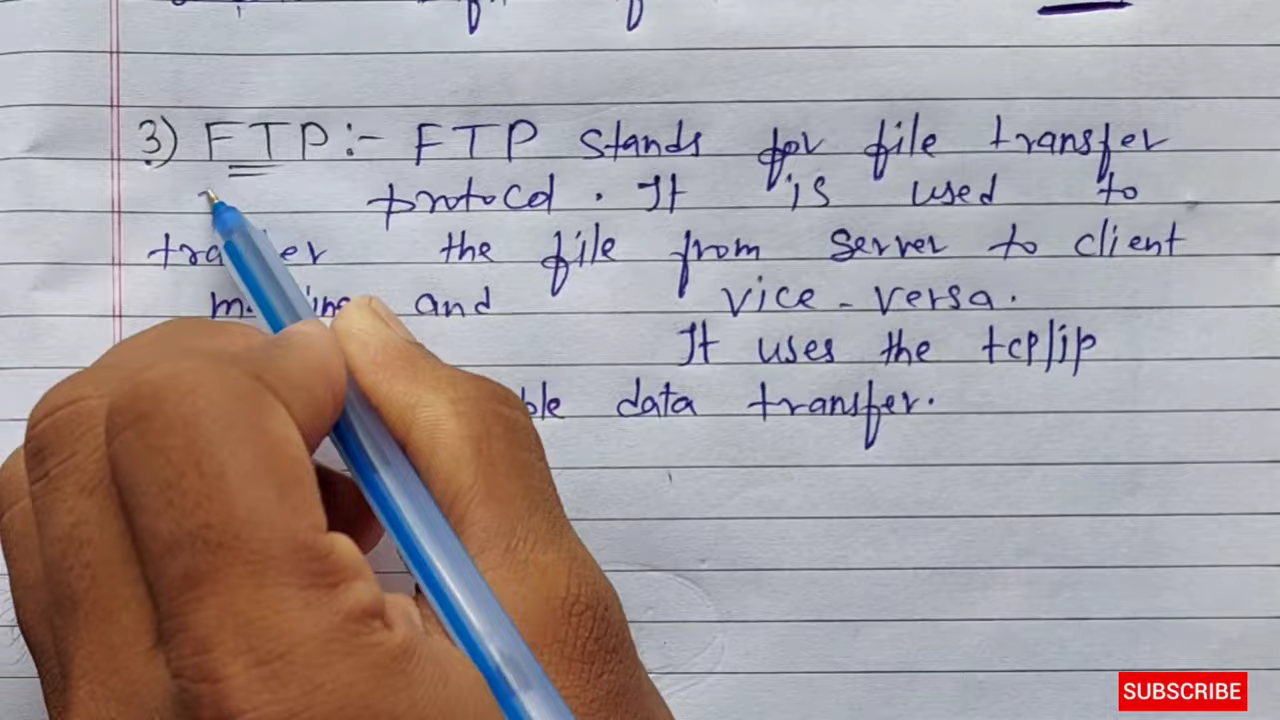 3) FTP:- FTP stands for file transfer
protocol. It is used to
the file from server to client
and vice-versa.
It uses the tcp/ip
data transfer.
SUBSCRIBE